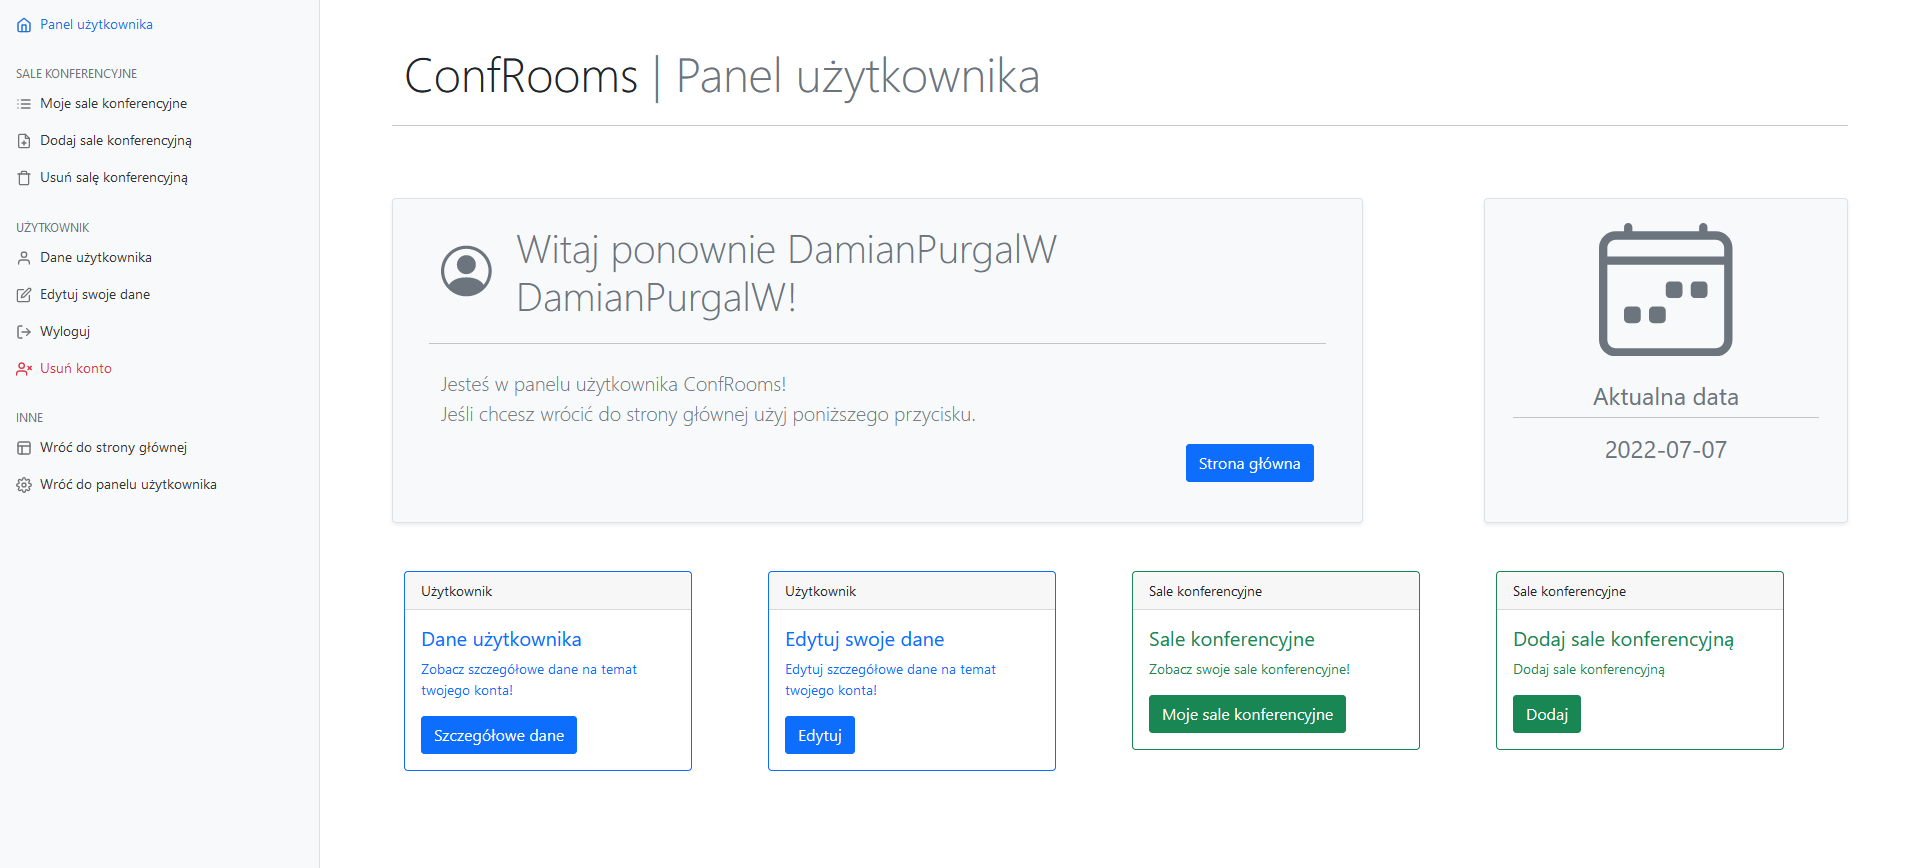 Panel użytkownika
SALE KONFERENCYJNE
Moje sale konferencyjne
Dodaj sale konferencyjną
Usuń salę konferencyjną
UŻYTKOWNIK
Dane użytkownika
Edytuj swoje dane
Wyloguj
Usuń konto
INNE
Wróć do strony głównej
Wróć do panelu użytkownika
ConfRooms | Panel użytkownika
Witaj ponownie DamianPurgalW
DamianPurgalW!
Jesteś w panelu użytkownika ConfRooms!
Jeśli chcesz wrócić do strony głównej użyj poniższego przycisku.
Strona główna
Aktualna data
2022-07-07
Użytkownik
Dane użytkownika
Zobacz szczegółowe dane na temat
twojego konta!
Szczegółowe dane
Użytkownik
Edytuj swoje dane
Edytuj szczegółowe dane na temat
twojego konta!
Edytuj
Sale konferencyjne
Sale konferencyjne
Zobacz swoje sale konferencyjne!
Moje sale konferencyjne
Sale konferencyjne
Dodaj sale konferencyjną
Dodaj sale konferencyjną
Dodaj